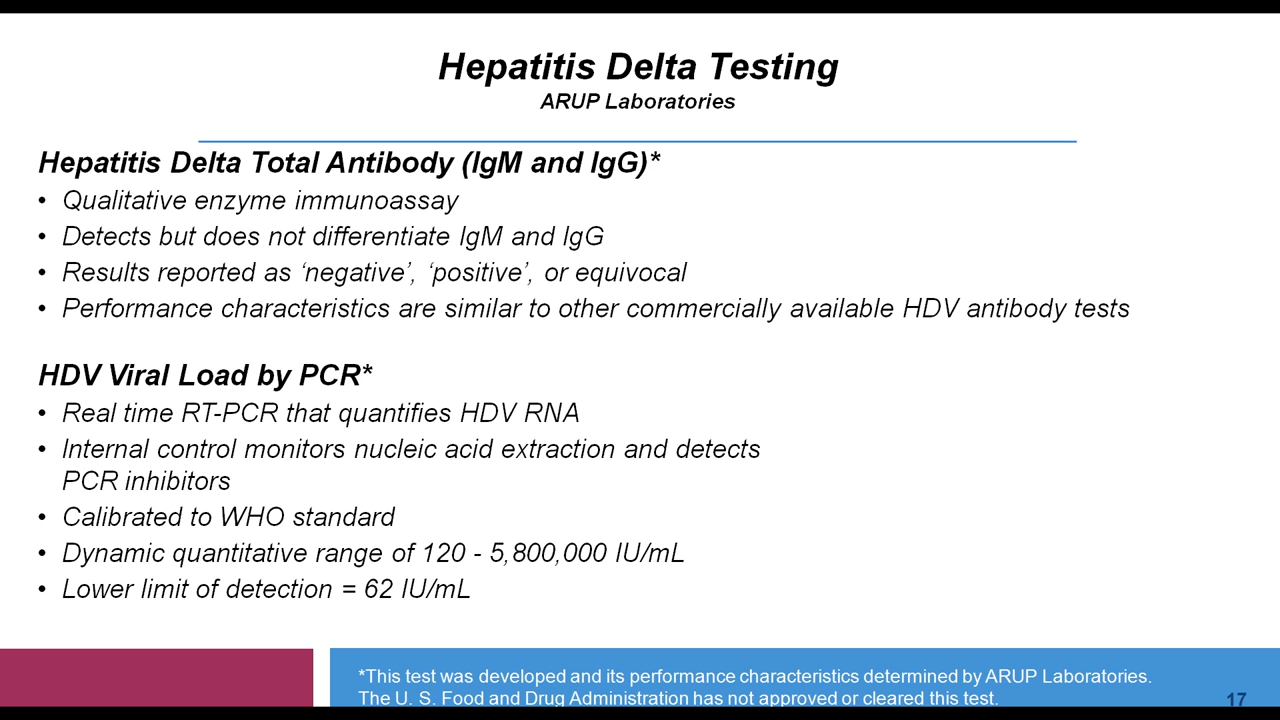 Hepatitis Delta Testing
ARUP Laboratories
Hepatitis Delta Total Antibody (IgM and IgG)*
• Qualitative enzyme immunoassay
• Detects but does not differentiate IgM and IgG
• Results reported as ‘negative’, ‘positive’, or equivocal
• Performance characteristics are similar to other commercially available HDV antibody tests
HDV Viral Load by PCR*
• Real time RT-PCR that quantifies HDV RNA
• Internal control monitors nucleic acid extraction and detects
PCR inhibitors
• Calibrated to WHO standard
• Dynamic quantitative range of 120 - 5,800,000 IU/mL
• Lower limit of detection = 62 IU/mL
*This test was developed and its performance characteristics determined by ARUP Laboratories.
The U. S. Food and Drug Administration has not approved or cleared this test.
17